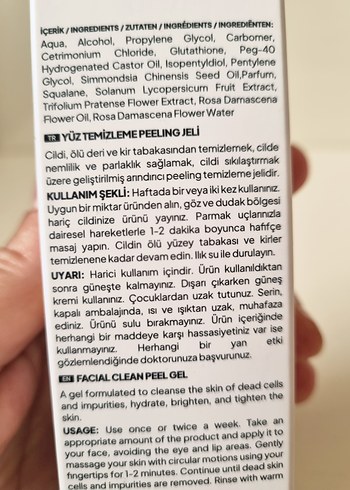 İÇERİK / INGREDIENTS / ZUTATEN / INGRÉDIENTS / INGREDIËNTEN:
Aqua, Alcohol, Propylene Glycol, Carbomer,
Cetrimonium Chloride, Glutathione, Peg-40
Hydrogenated Castor Oil, Isopentyldiol, Pentylene
Glycol, Simmondsia Chinensis Seed Oil,Parfum,
Squalane, Solanum Lycopersicum Fruit Extract,
Trifolium Pratense Flower Extract, Rosa Damascena
Flower Oil, Rosa Damascena Flower Water
TR YÜZ TEMİZLEME PEELING JELİ
Cildi, ölü deri ve kir tabakasından temizlemek, cilde
nemlilik ve parlaklık sağlamak, cildi sıkılaştırmak
üzere geliştirilmiş arındırıcı peeling temizleme jelidir.
KULLANIM ŞEKLİ: Haftada bir veya iki kez kullanınız.
Uygun bir miktar üründen alın, göz ve dudak bölgesi
hariç cildinize ürünü yayınız. Parmak uçlarınızla
dairesel hareketlerle 1-2 dakika boyunca hafifçe
masaj yapın. Cildin ölü yüzey tabakası ve kirler
temizlenene kadar devam edin. Ilık su ile durulayın.
UYARI: Harici kullanım içindir. Ürün kullanıldıktan
sonra güneşte kalmayınız. Dışarı çıkarken güneş
kremi kullanınız. Çocuklardan uzak tutunuz. Serin,
kapalı ambalajında, ısı ve ışıktan uzak, muhafaza
ediniz. Ürünü sulu bırakmayınız. Ürün içeriğinde
herhangi bir maddeye karşı hassasiyetiniz var ise
kullanmayınız. Herhangi bir yan etki
gözlemlediğinizde doktorunuza başvurunuz.
EN FACIAL CLEAN PEEL GEL
A gel formulated to cleanse the skin of dead cells
and impurities, hydrate, brighten, and tighten the
skin.
USAGE: Use once or twice a week. Take an
appropriate amount of the product and apply it to
your face, avoiding the eye and lip areas. Gently
massage your skin with circular motions using your
fingertips for 1-2 minutes. Continue until dead skin
cells and impurities are removed. Rinse with warm